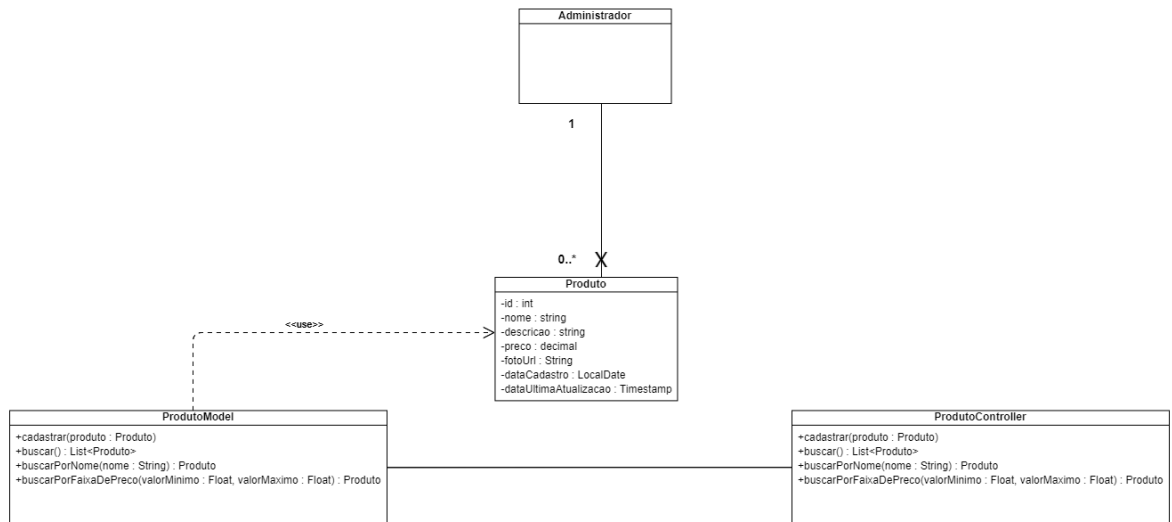 Administrador
1
0..*
X
Produto
-id : int
-nome : string
-descricao : string
-preco : decimal
-fotoUrl : String
-dataCadastro : LocalDate
-dataUltimaAtualizacao : Timestamp
<<use>>
ProdutoModel
+cadastrar(produto : Produto)
+buscar() : List<Produto>
+buscarPorNome(nome : String) : Produto
+buscarPorFaixaDePreco(valorMinimo : Float, valorMaximo : Float) : Produto
ProdutoController
+cadastrar(produto : Produto)
+buscar() : List<Produto>
+buscarPorNome(nome : String) : Produto
+buscarPorFaixaDePreco(valorMinimo : Float, valorMaximo : Float) : Produto